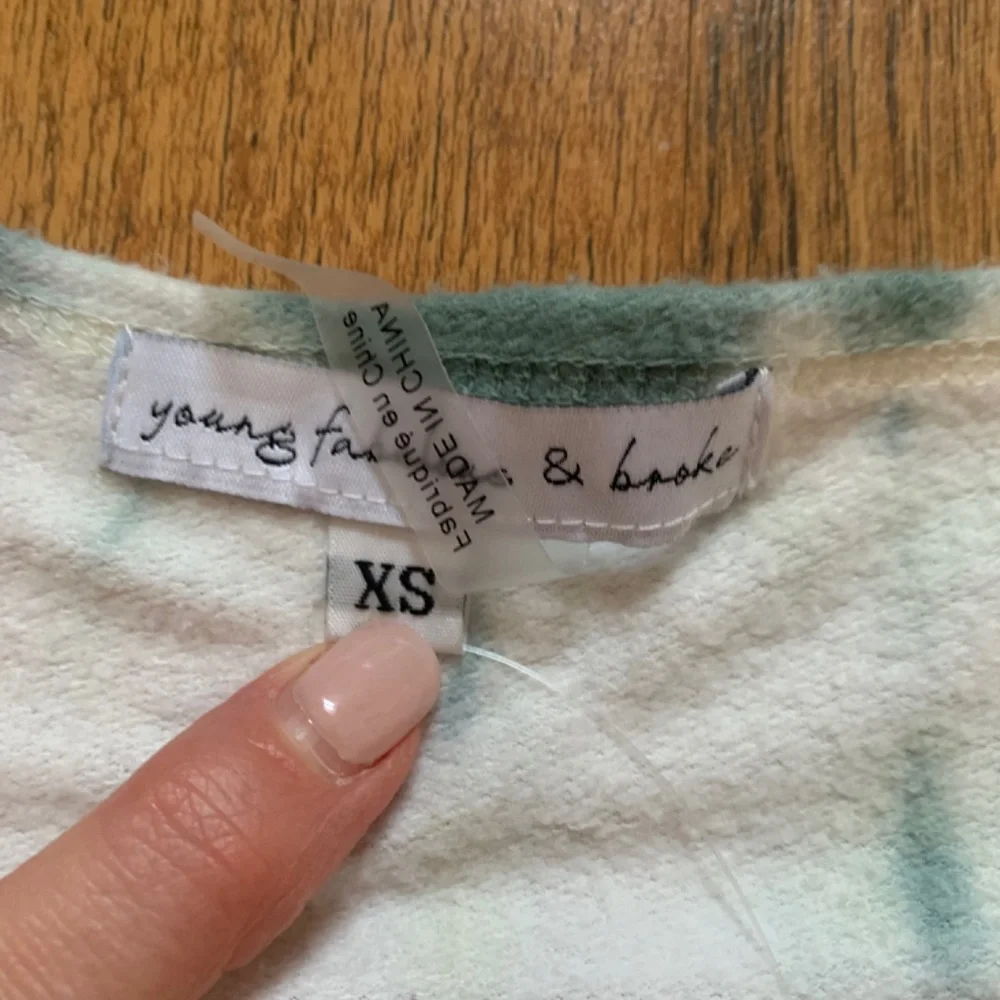 young & broke
MADE IN CHINA
Fabriqué en Chine
XS